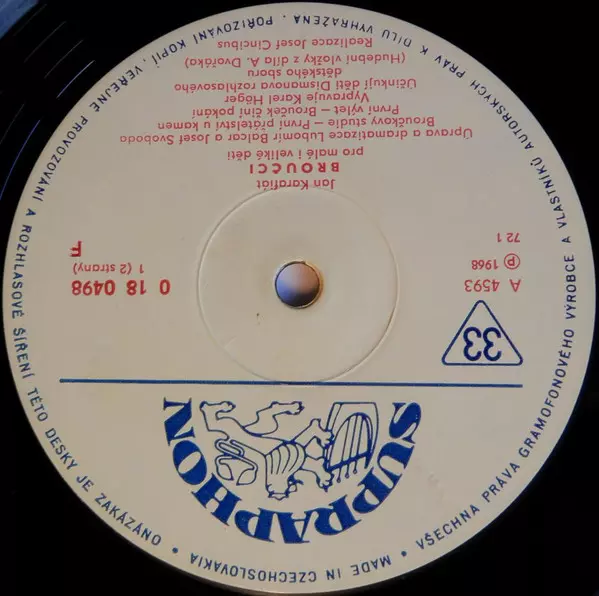 SUPRAPHON
33
A 4593
℗ 1968
72 1
0 18 0498
1 (2 strany)
F
Jan Karafiát
BROUČCI
pro malé i veliké děti
Úprava a dramatizace Lubomír Balcar a Josef Svoboda
Broučkovy studie – První přátelství u kamen
První výlet – Brouček činí pokání
Vypravuje Karel Höger
Účinkují děti Dismanova rozhlasového
dětského sboru
(Hudební vložky z díla A. Dvořáka)
Realizace Josef Cincibus
• VŠECHNA PRÁVA GRAMOFONOVÉHO VÝROBCE A VLASTNÍKŮ AUTORSKÝCH PRÁV K DÍLU VYHRAŽENA. POŘIZOVÁNÍ KOPIÍ, VEŘEJNÉ PROVOZOVÁNÍ A ROZHLASOVÉ ŠÍŘENÍ TÉTO DESKY JE ZAKÁZÁNO • MADE IN CZECHOSLOVAKIA